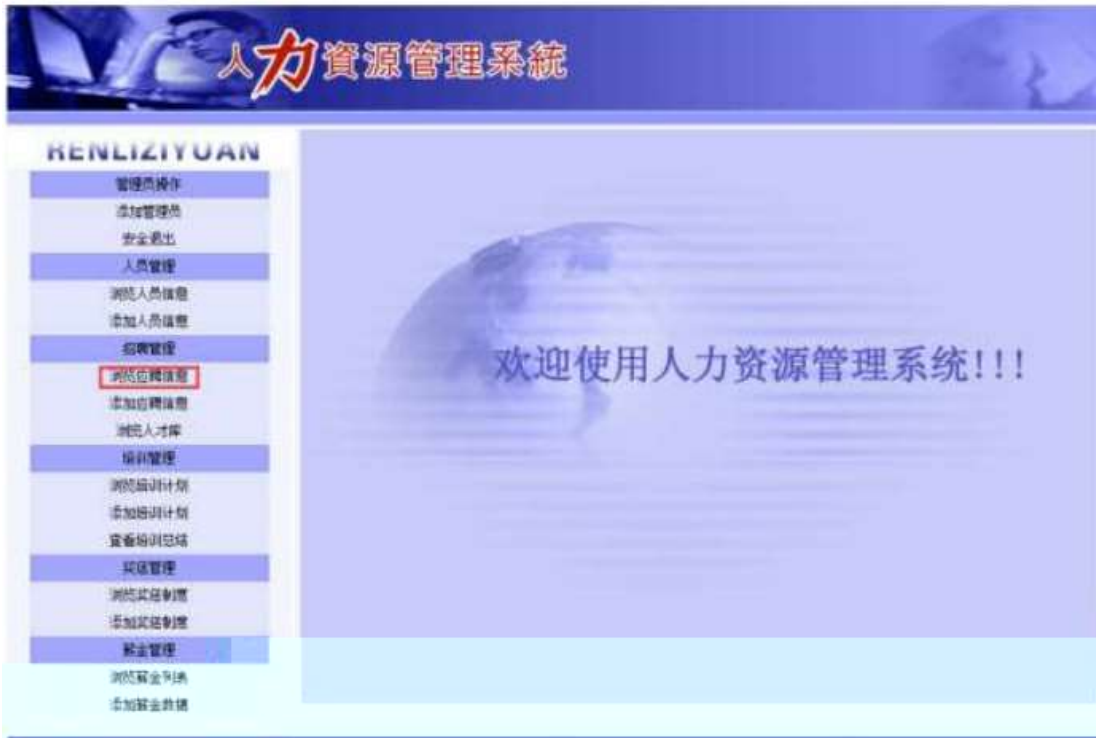 人力資源管理系統
RENLIZIYUAN
管理员操作
添加管理员
安全退出
人员管理
浏览人员信息
添加人员信息
招聘管理
浏览应聘信息
添加应聘信息
浏览人才库
培训管理
浏览培训计划
添加培训计划
查看培训总结
奖惩管理
浏览奖惩制度
添加奖惩制度
薪金管理
浏览薪金列表
添加薪金数据
欢迎使用人力资源管理系统!!!